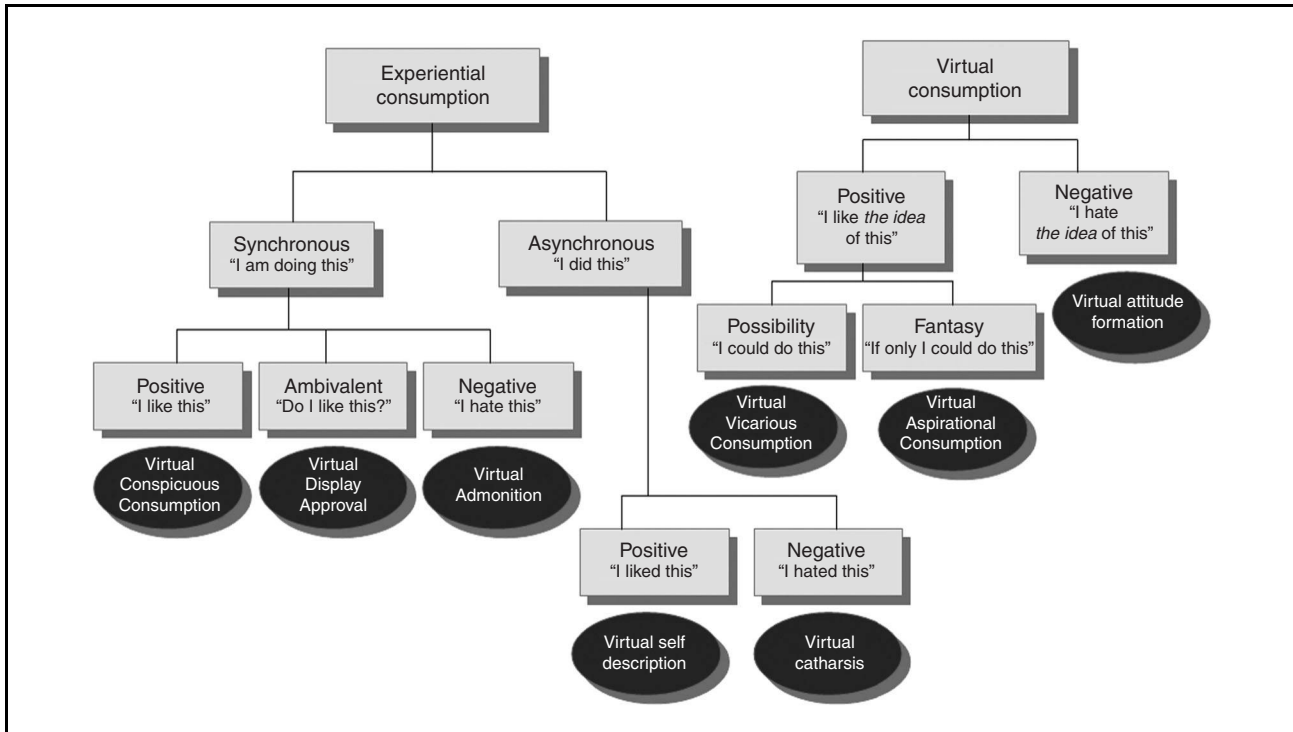 Experiential
consumption
Virtual
consumption
Synchronous
“I am doing this”
Asynchronous
“I did this”
Positive
“I like the idea
of this”
Negative
“I hate
the idea of this”
Virtual attitude
formation
Possibility
“I could do this”
Fantasy
“If only I could do this”
Virtual
Vicarious
Consumption
Virtual
Aspirational
Consumption
Positive
“I like this”
Ambivalent
“Do I like this?”
Negative
“I hate this”
Virtual
Conspicuous
Consumption
Virtual
Display
Approval
Virtual
Admonition
Positive
“I liked this”
Negative
“I hated this”
Virtual self
description
Virtual
catharsis